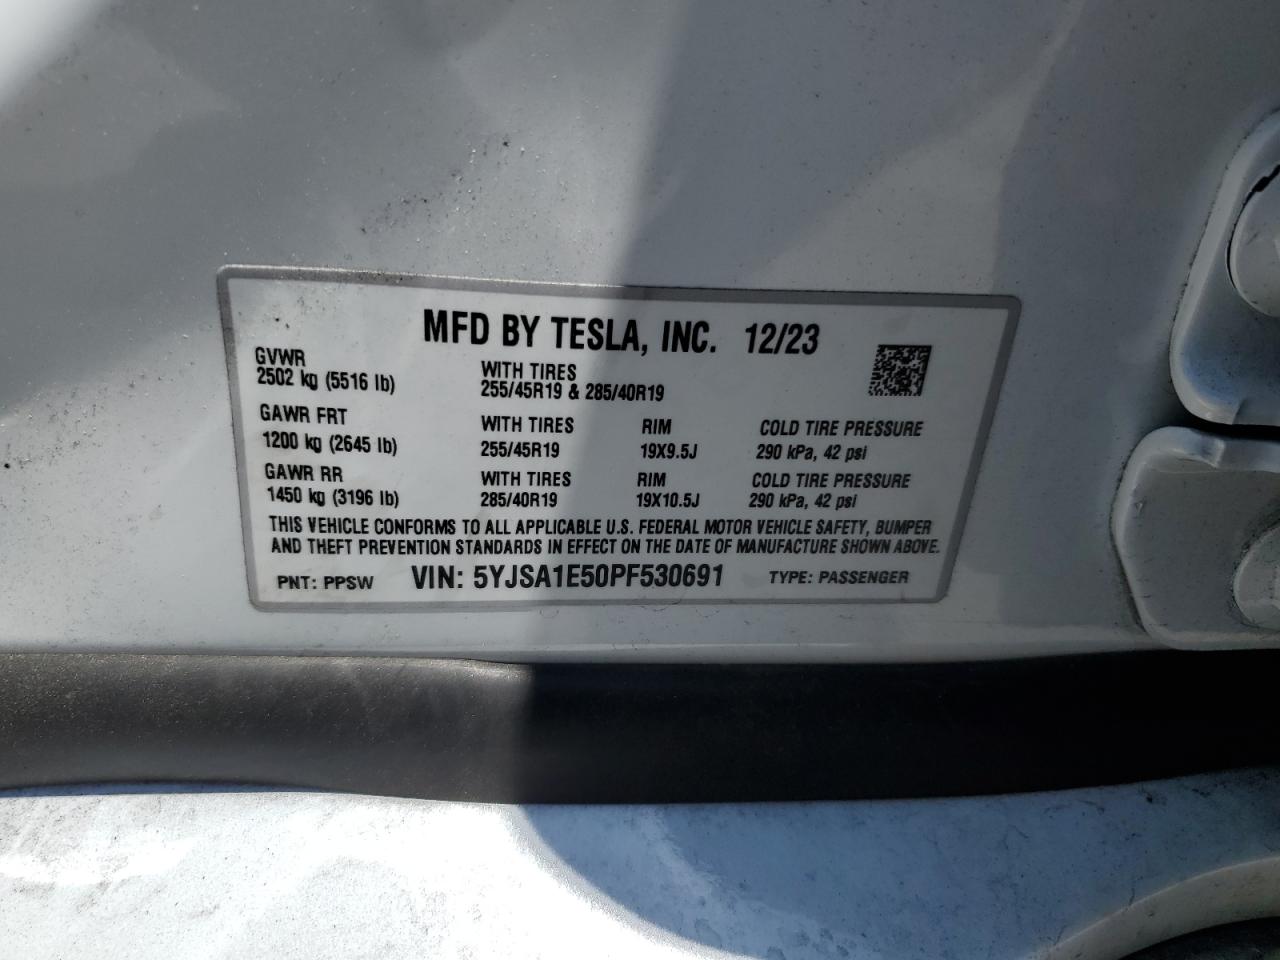 MFD BY TESLA, INC. 12/23
GVWR
2502 kg (5516 lb)
WITH TIRES
255/45R19 & 285/40R19
GAWR FRT WITH TIRES RIM COLD TIRE PRESSURE
1200 kg (2645 lb) 255/45R19 19X9.5J 290 kPa, 42 psi
GAWR RR WITH TIRES RIM COLD TIRE PRESSURE
1450 kg (3196 lb) 285/40R19 19X10.5J 290 kPa, 42 psi
THIS VEHICLE CONFORMS TO ALL APPLICABLE U.S. FEDERAL MOTOR VEHICLE SAFETY, BUMPER
AND THEFT PREVENTION STANDARDS IN EFFECT ON THE DATE OF MANUFACTURE SHOWN ABOVE.
PNT: PPSW VIN: 5YJSA1E50PF530691 TYPE: PASSENGER